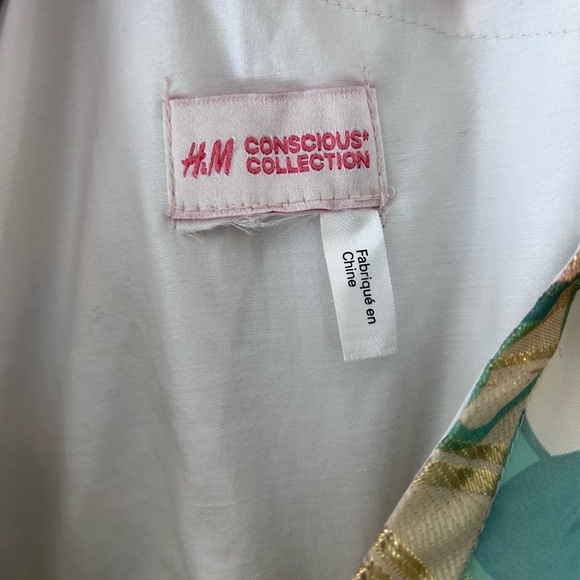 H&M CONSCIOUS*
COLLECTION
Fabriqué en
Chine